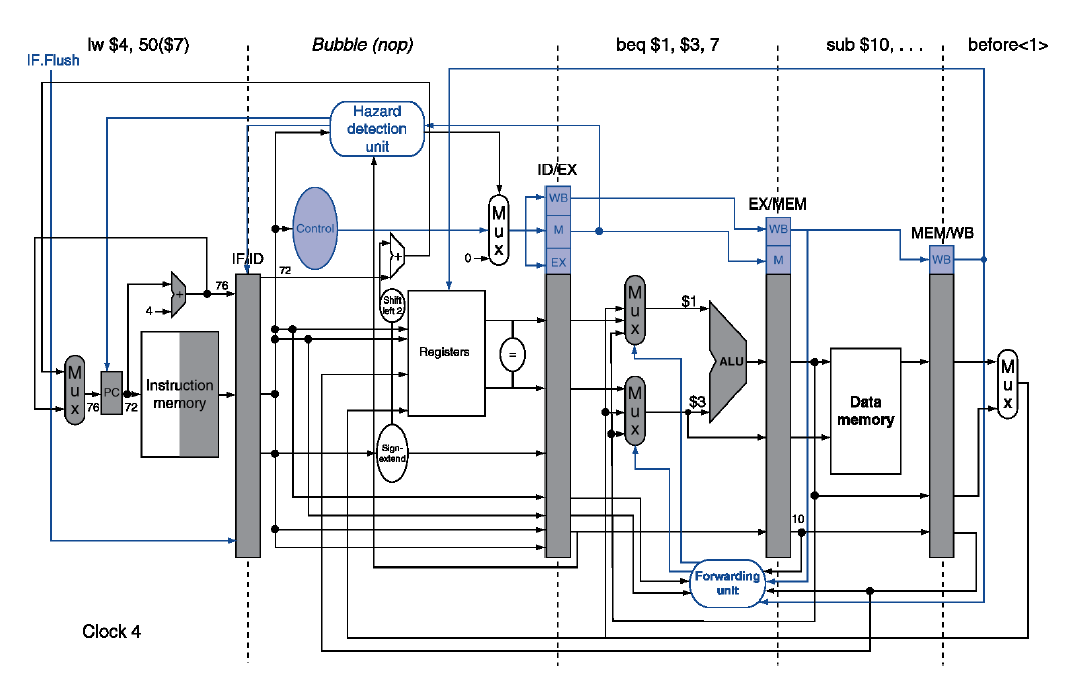 lw $4, 50($7)
Bubble (nop)
beq $1, $3, 7
sub $10, . . .
before<1>
IF.Flush
Hazard
detection
unit
ID/EX
WB
M
EX
EX/MEM
WB
M
MEM/WB
WB
Control
M
u
x
0
+
72
IF/ID
76
+
4
Shift
left 2
Registers
=
Sign-
extend
M
u
x
$1
ALU
M
u
x
$3
M
u
x
76
PC
72
Instruction
memory
Data
memory
M
u
x
10
Forwarding
unit
Clock 4